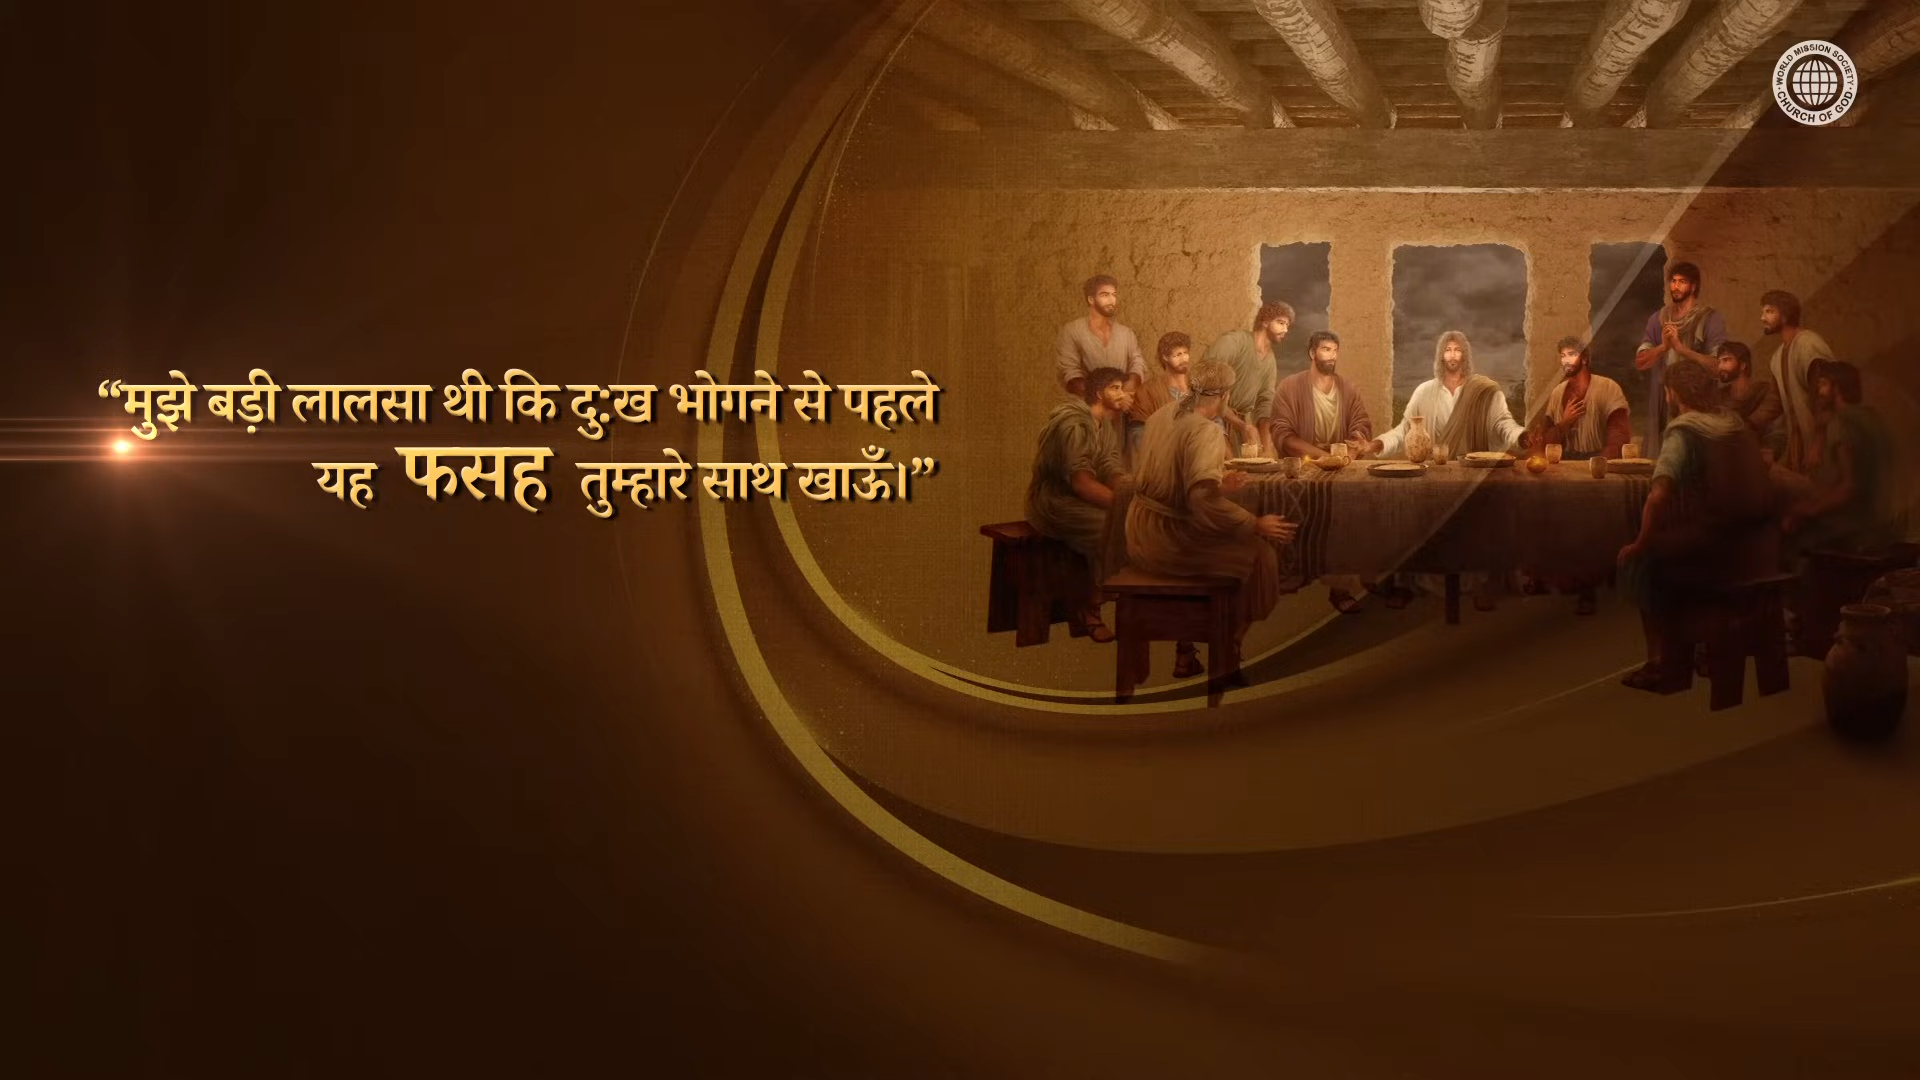 “मुझे बड़ी लालसा थी कि दु:ख भोगने से पहले
यह फसह तुम्हारे साथ खाऊँ।”
WORLD MISSION SOCIETY
CHURCH OF GOD